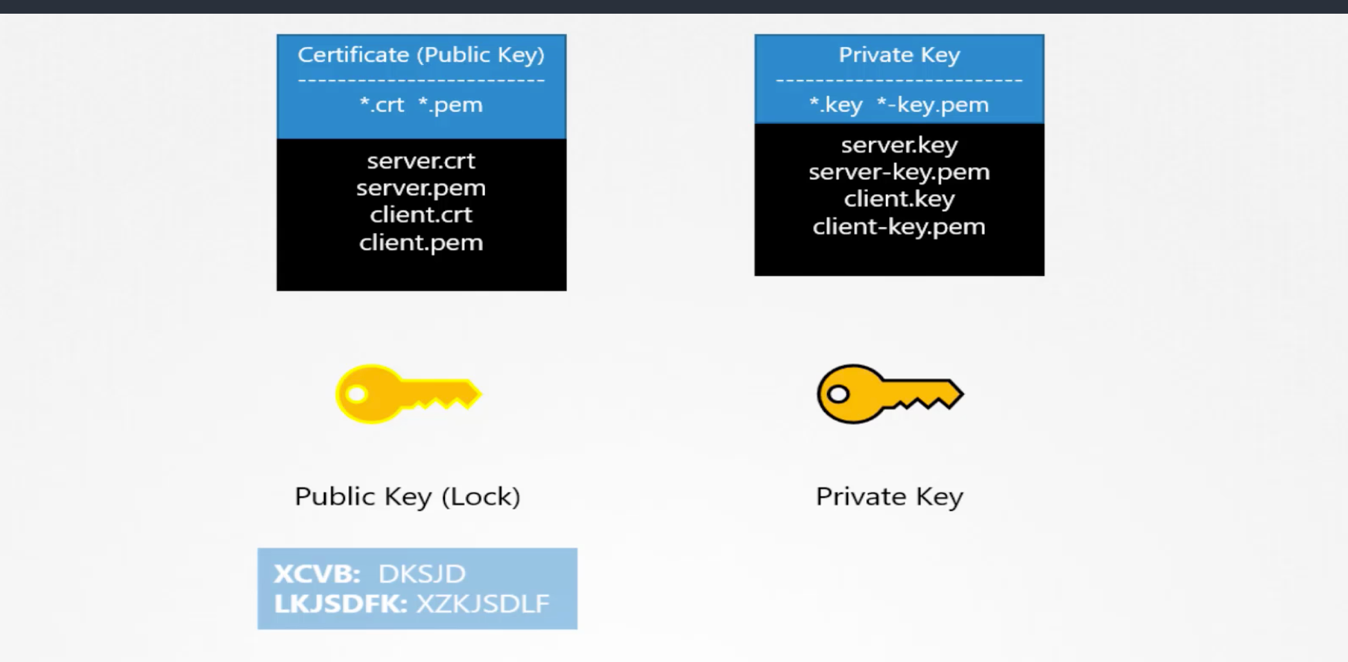 Certificate (Public Key)
-------------------------
*.crt *.pem
server.crt
server.pem
client.crt
client.pem
Private Key
-------------------------
*.key *-key.pem
server.key
server-key.pem
client.key
client-key.pem
Public Key (Lock)
Private Key
XCVB: DKSJD
LKJSDFK: XZKJSDLF